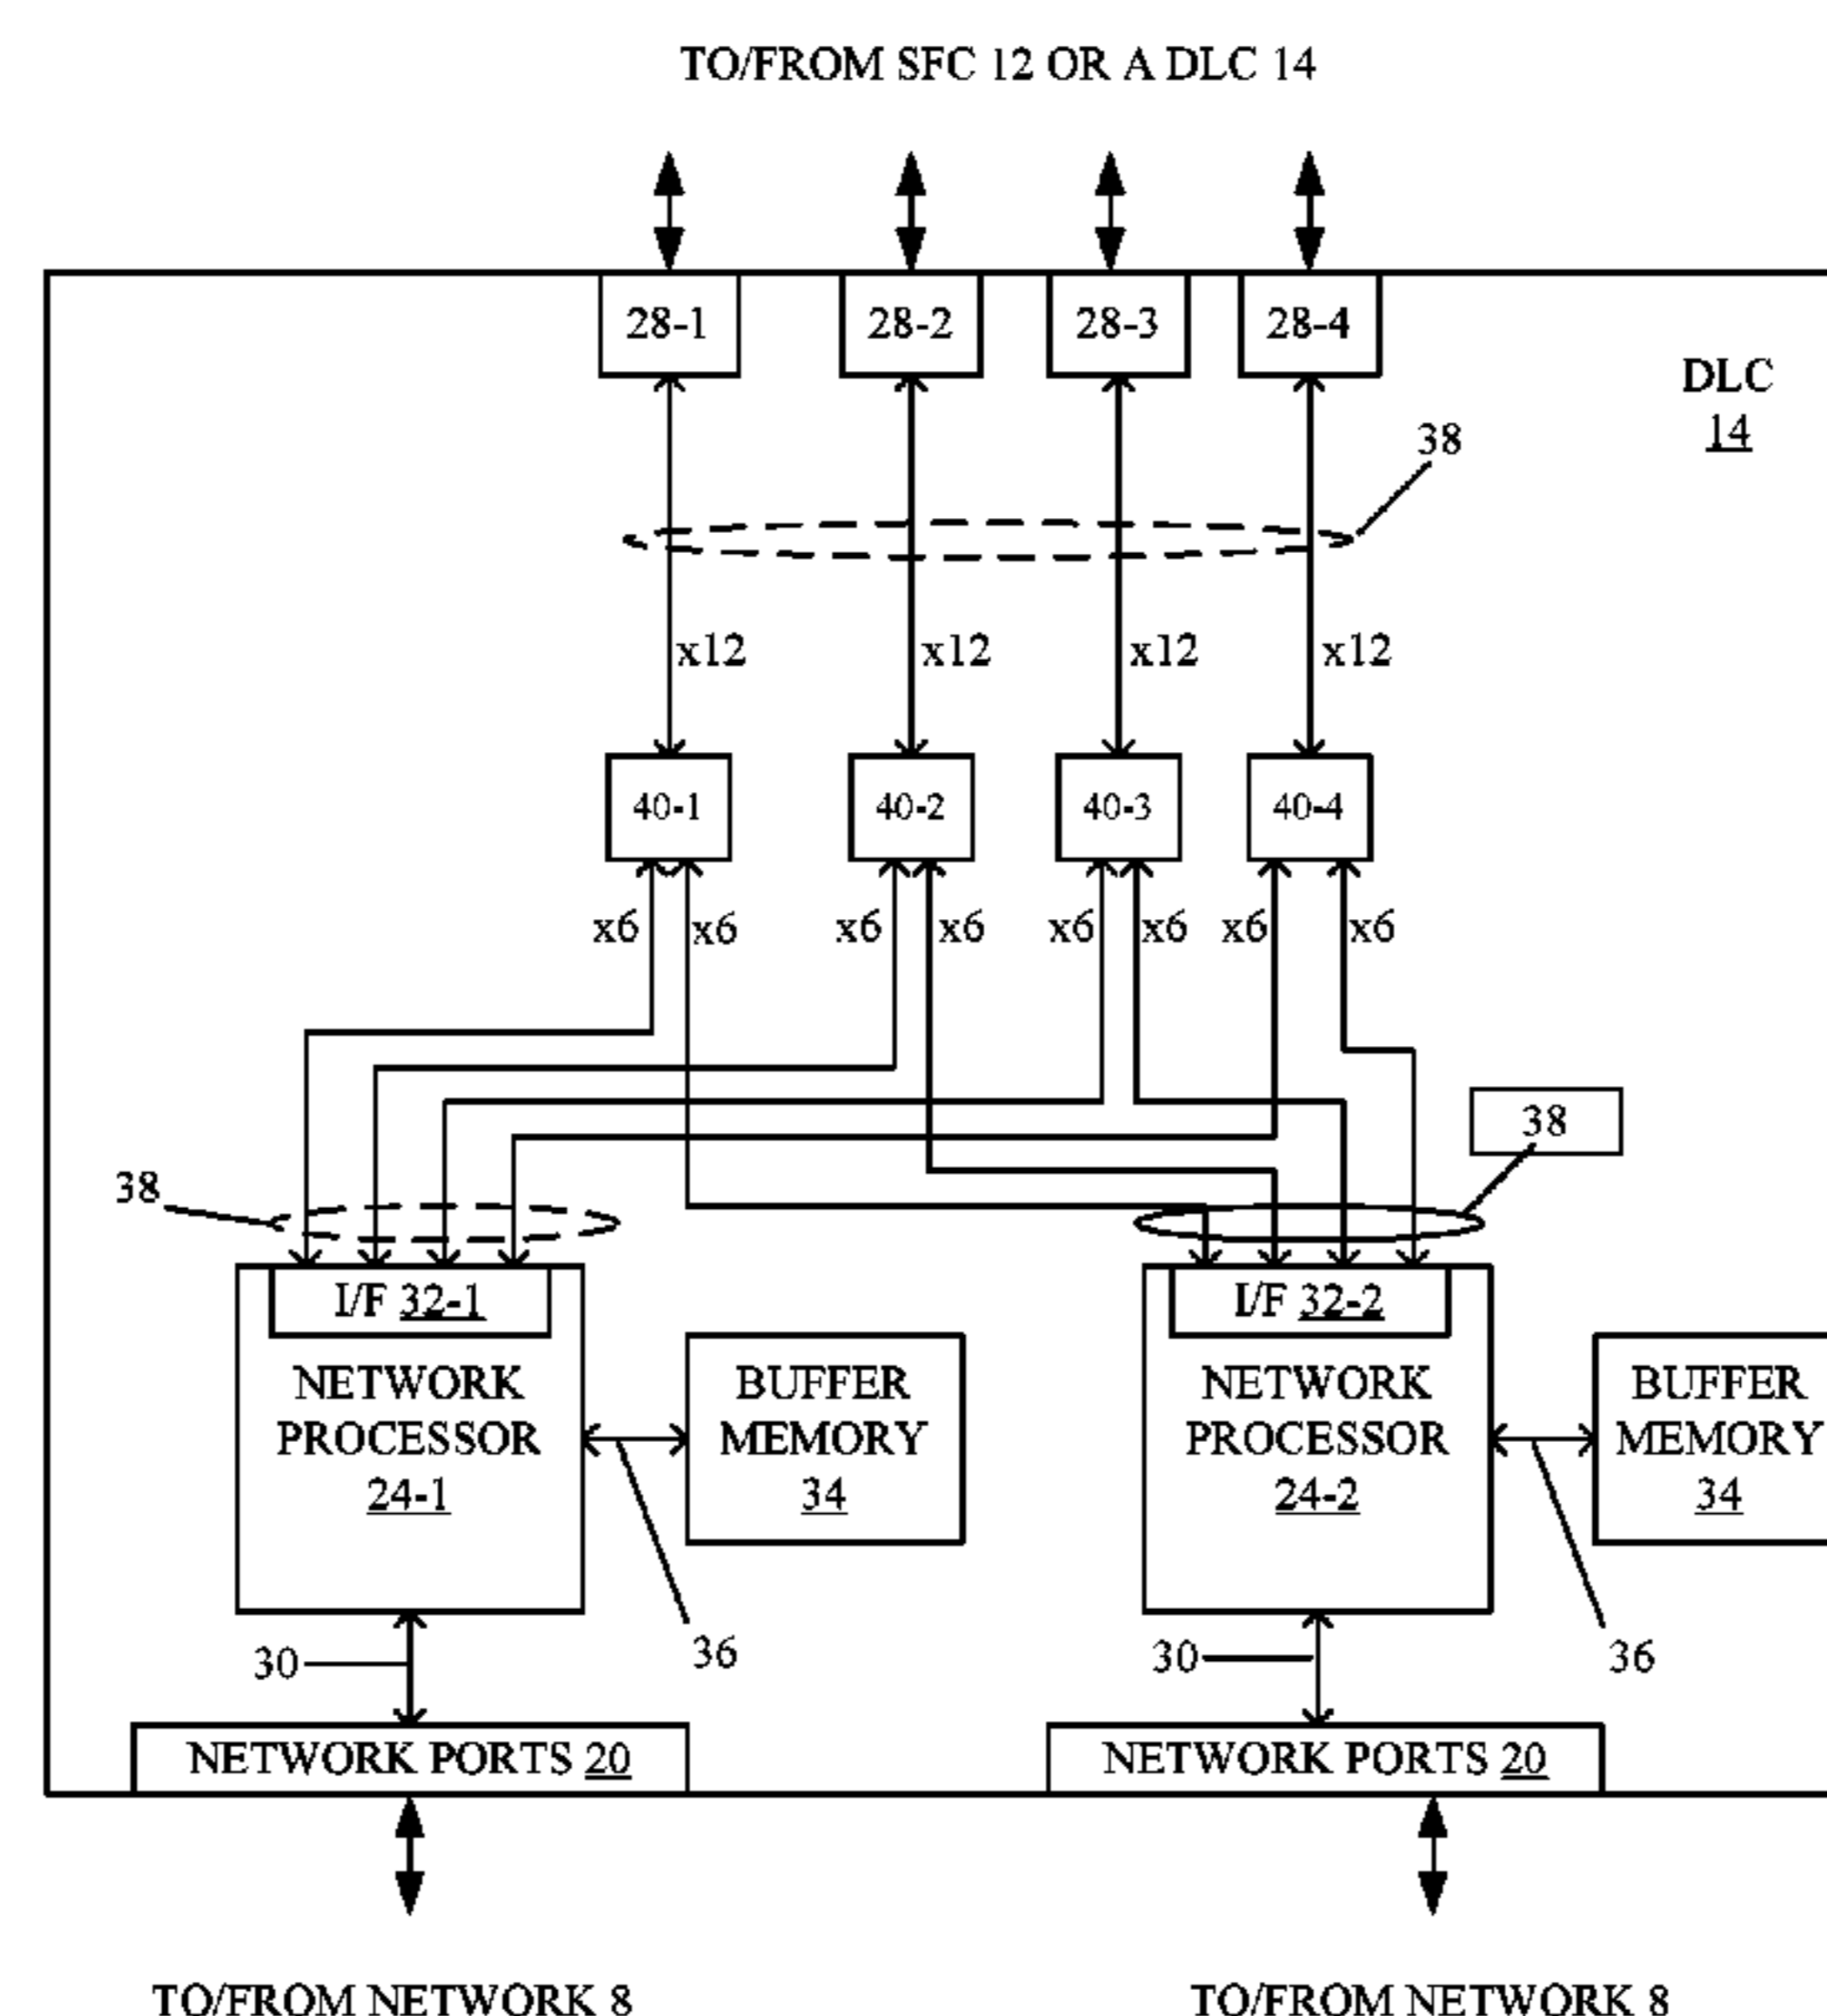 TO/FROM SFC 12 OR A DLC 14
28-1 28-2 28-3 28-4
DLC
14
38
x12 x12 x12 x12
40-1 40-2 40-3 40-4
x6 x6 x6 x6 x6 x6 x6 x6
38
38
I/F 32-1 I/F 32-2
NETWORK BUFFER NETWORK BUFFER
PROCESSOR MEMORY PROCESSOR MEMORY
24-1 34 24-2 34
30 36 30 36
NETWORK PORTS 20 NETWORK PORTS 20
TO/FROM NETWORK 8 TO/FROM NETWORK 8